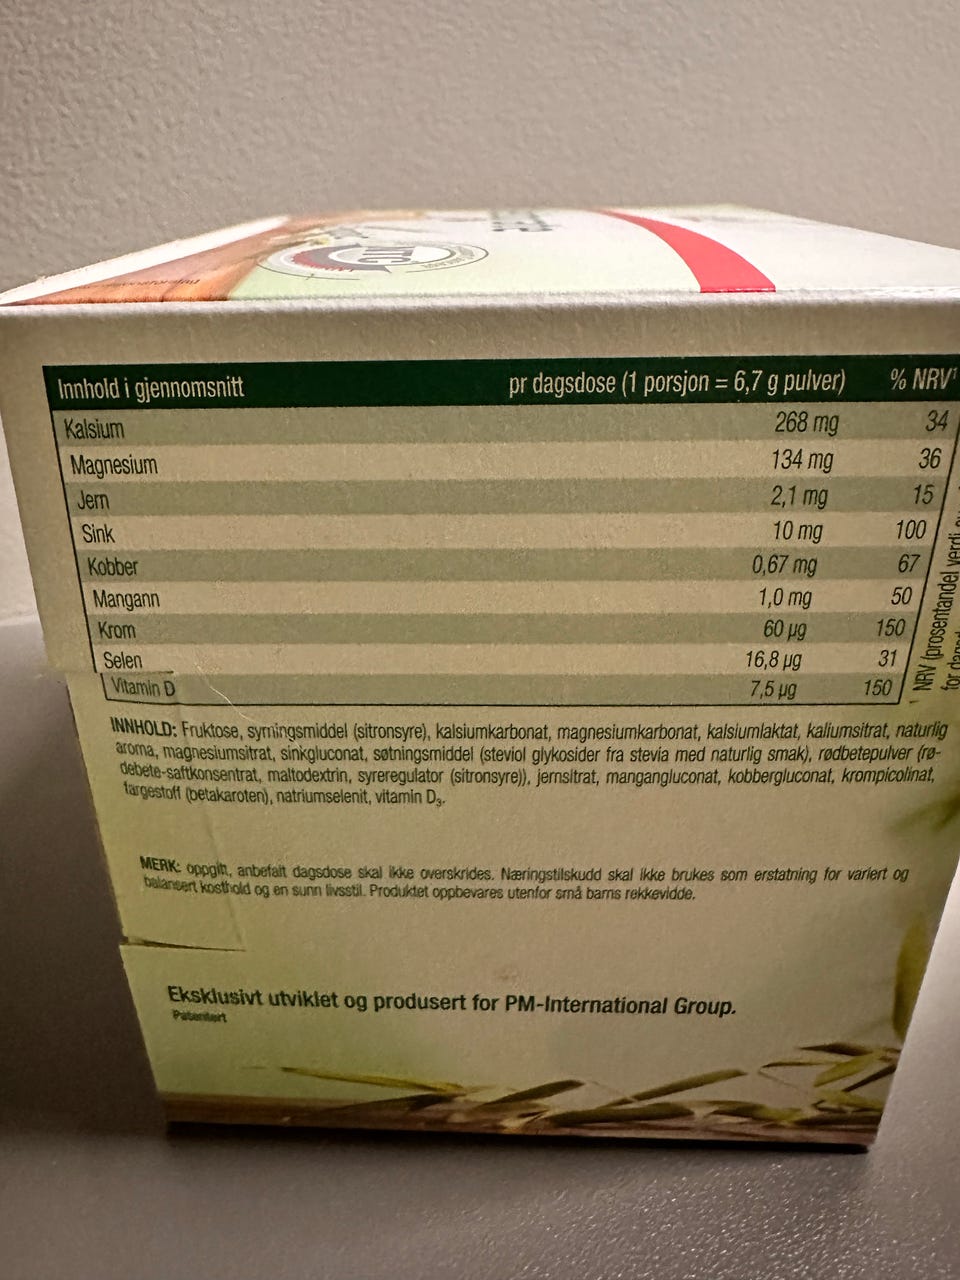 NTC
Innhold i gjennomsnitt pr dagsdose (1 porsjon = 6,7 g pulver) % NRV¹
Kalsium 268 mg 34
Magnesium 134 mg 36
Jern 2,1 mg 15
Sink 10 mg 100
Kobber 0,67 mg 67
Mangann 1,0 mg 50
Krom 60 µg 150
Selen 16,8 µg 31
Vitamin D 7,5 µg 150
NRV (prosentandel verdi
INNHOLD: Fruktose, syrningsmiddel (sitronsyre), kalsiumkarbonat, magnesiumkarbonat, kalsiumlaktat, kaliumsitrat, naturlig
aroma, magnesiumsitrat, sinkgluconat, søtningsmiddel (steviol glykosider fra stevia med naturlig smak), rødbetepulver (rø-
debete-saftkonsentrat, maltodextrin, syreregulator (sitronsyre)), jernsitrat, mangangluconat, kobbergluconat, krompicolinat,
fargestoff (betakaroten), natriumselenit, vitamin D₃.
MERK: oppgitt, anbefalt dagsdose skal ikke overskrides. Næringstilskudd skal ikke brukes som erstatning for variert og
balansert kosthold og en sunn livsstil. Produktet oppbevares utenfor små barns rekkevidde.
Eksklusivt utviklet og produsert for PM-International Group.
Patentert